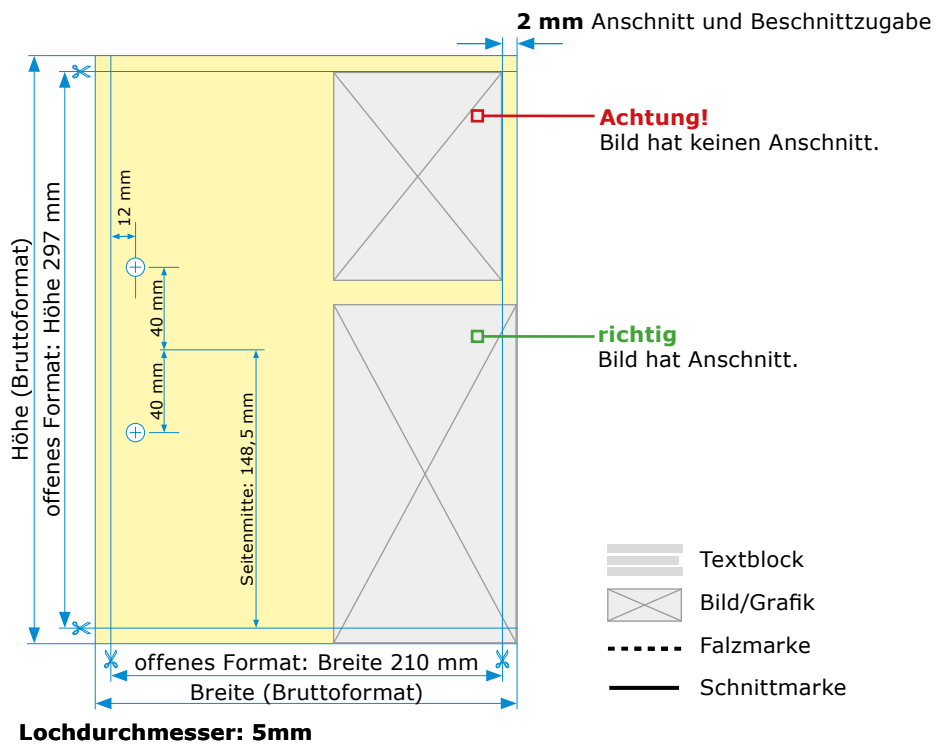 2 mm Anschnitt und Beschnittzugabe
Achtung!
Bild hat keinen Anschnitt.
12 mm
Höhe (Bruttoformat)
offenes Format: Höhe 297 mm
40 mm
40 mm
Seitenmitte: 148,5 mm
richtig
Bild hat Anschnitt.
Textblock
Bild/Grafik
Falzmarke
Schnittmarke
offenes Format: Breite 210 mm
Breite (Bruttoformat)
Lochdurchmesser: 5mm